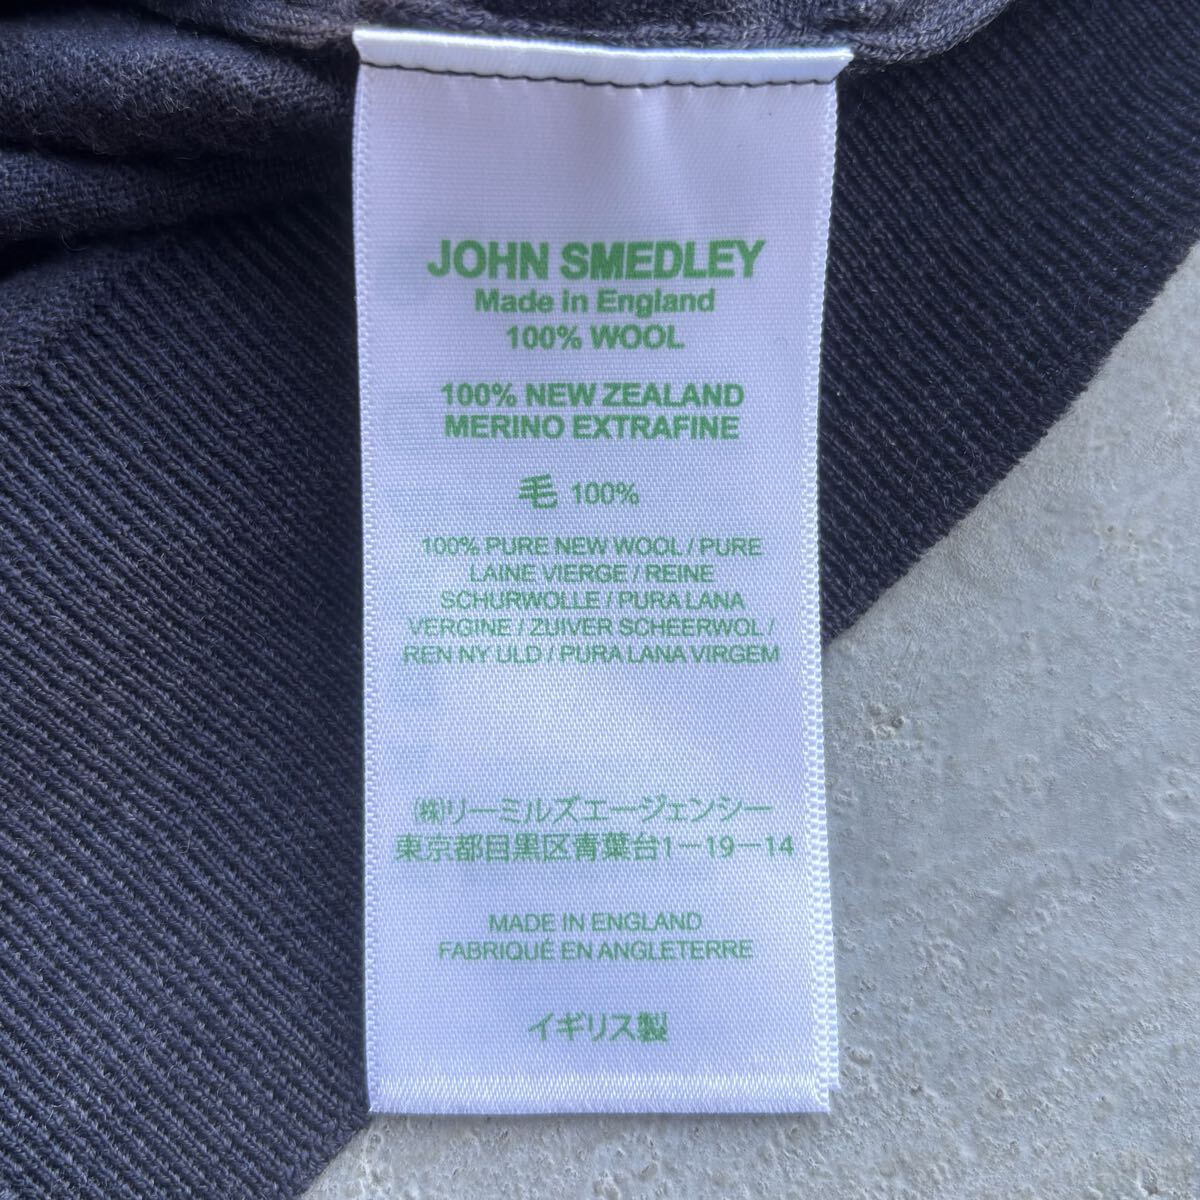 JOHN SMEDLEY
Made in England
100% WOOL
100% NEW ZEALAND
MERINO EXTRAFINE
毛 100%
100% PURE NEW WOOL / PURE
LAINE VIERGE / REINE
SCHURWOLLE / PURA LANA
VERGINE / ZUIVER SCHEERWOL /
REN NY ULD / PURA LANA VIRGEM
(株)リーミルズエージェンシー
東京都目黒区青葉台1-19-14
MADE IN ENGLAND
FABRIQUÉ EN ANGLETERRE
イギリス製